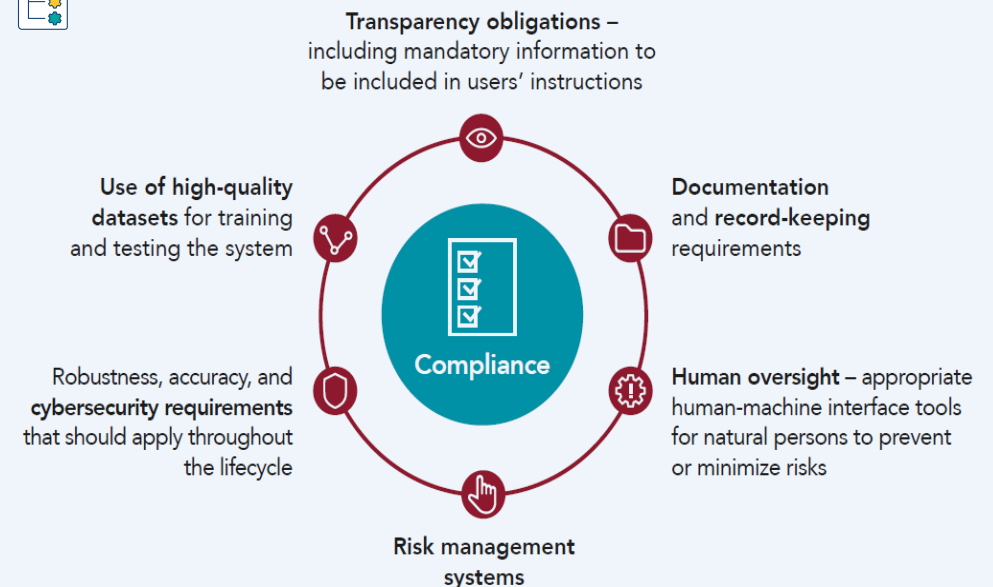 Transparency obligations –
including mandatory information to
be included in users’ instructions
Use of high-quality
datasets for training
and testing the system
Documentation
and record-keeping
requirements
Compliance
Robustness, accuracy, and
cybersecurity requirements
that should apply throughout
the lifecycle
Human oversight – appropriate
human-machine interface tools
for natural persons to prevent
or minimize risks
Risk management
systems